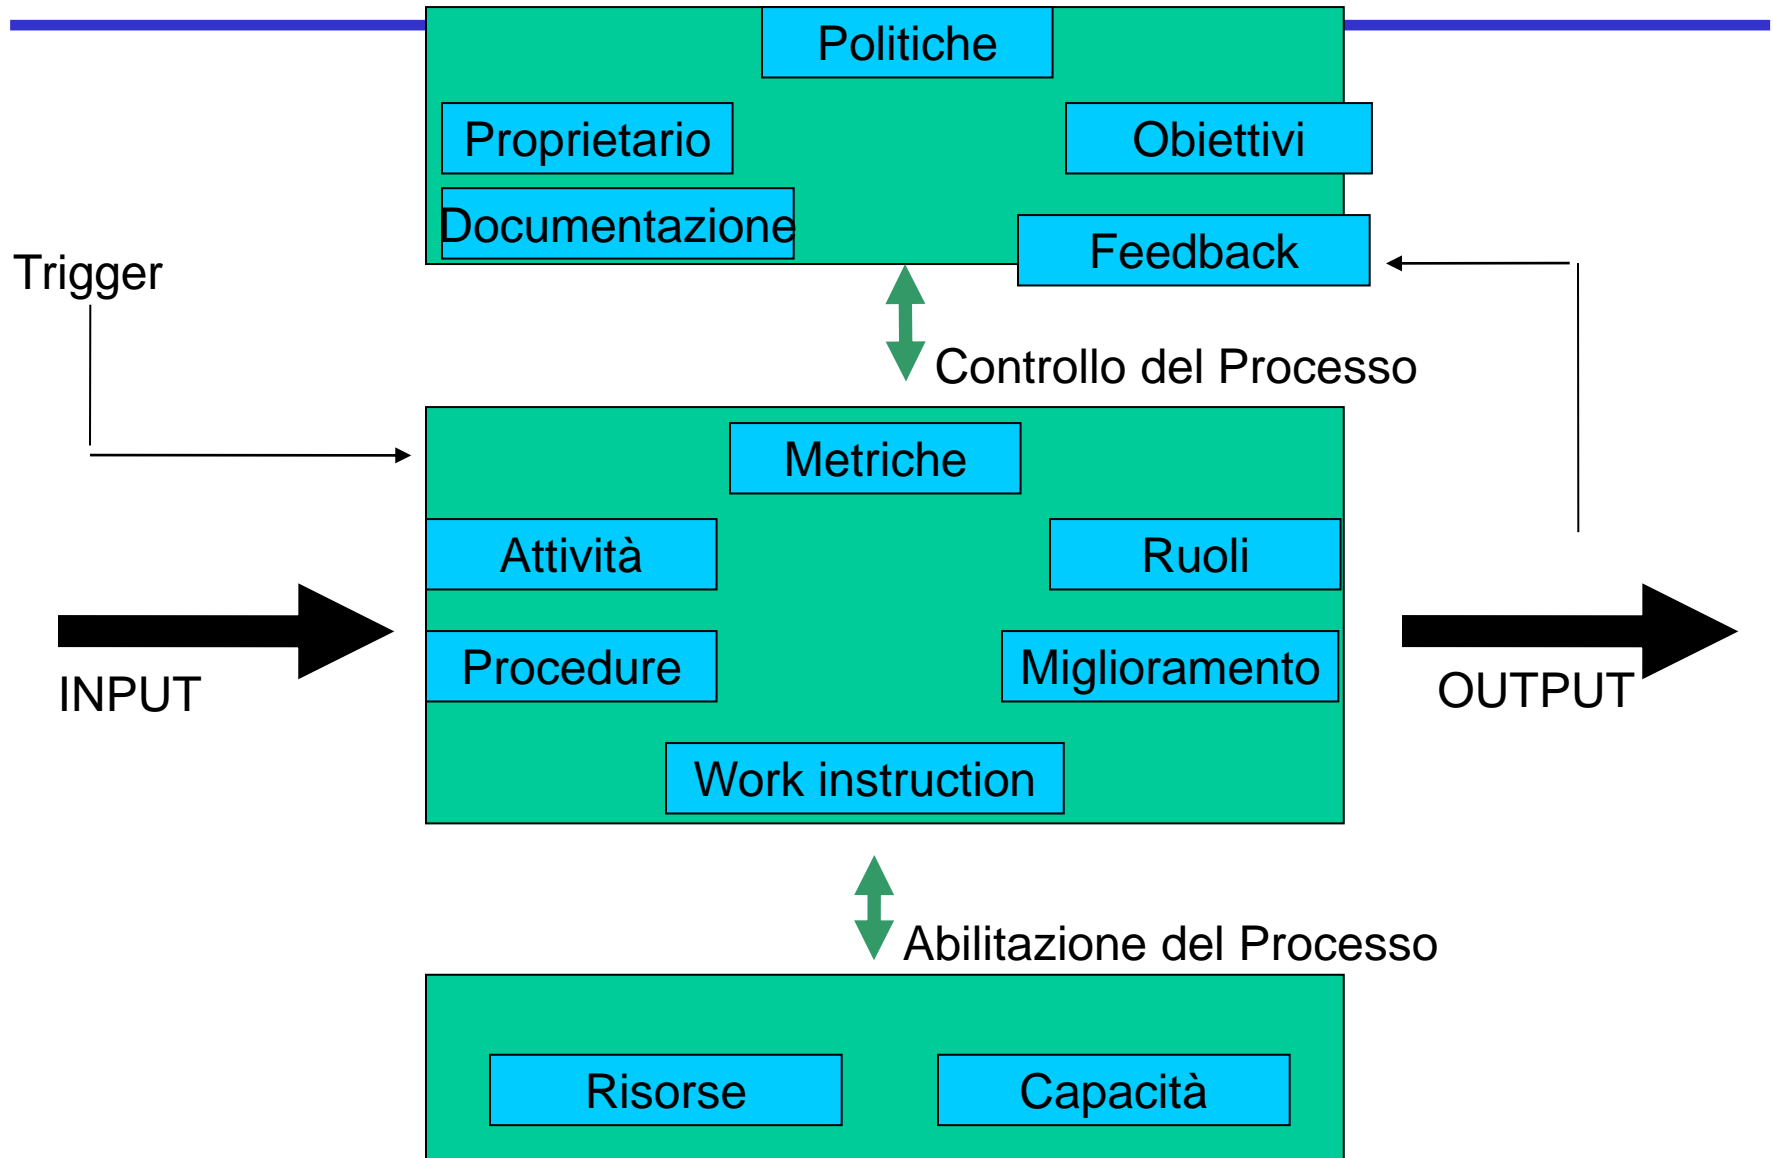 Politiche
Proprietario
Obiettivi
Documentazione
Feedback
Trigger
Controllo del Processo
Metriche
Attività
Ruoli
Procedure
Miglioramento
INPUT
OUTPUT
Work instruction
Abilitazione del Processo
Risorse
Capacità